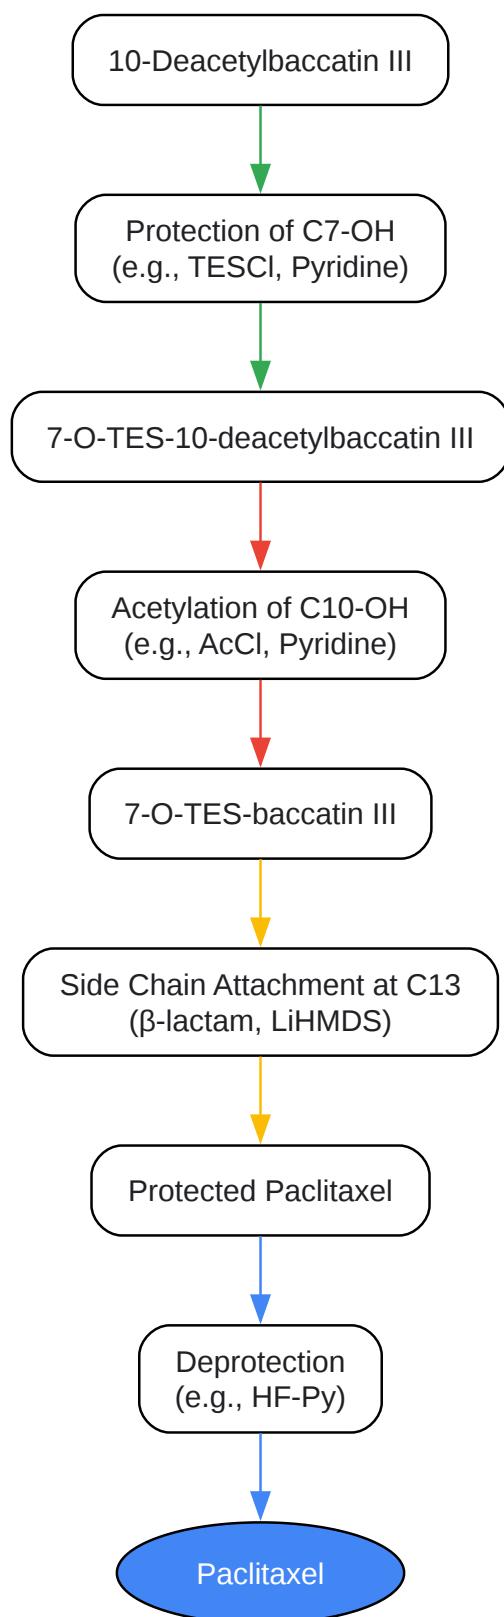 10-Deacetylbaccatin III
Protection of C7-OH
(e.g., TESCl, Pyridine)
7-O-TES-10-deacetylbaccatin III
Acetylation of C10-OH
(e.g., AcCl, Pyridine)
7-O-TES-baccatin III
Side Chain Attachment at C13
(β-lactam, LiHMDS)
Protected Paclitaxel
Deprotection
(e.g., HF-Py)
Paclitaxel